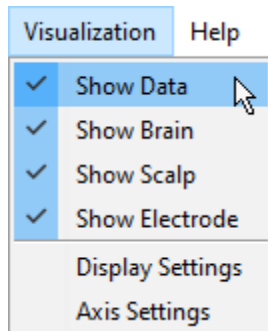 Visualization Help
Show Data
Show Brain
Show Scalp
Show Electrode
Display Settings
Axis Settings